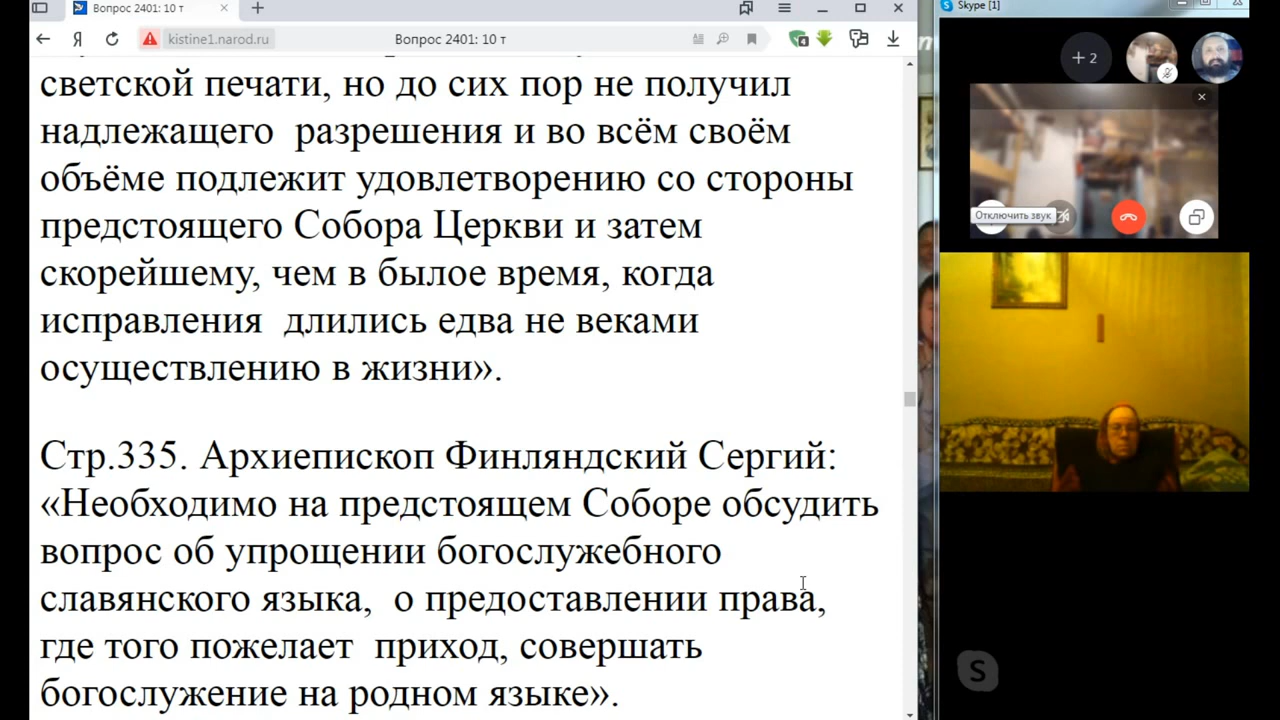 Вопрос 2401: 10 т
Skype [1]
Я
kistine1.narod.ru
Вопрос 2401: 10 т
4
+ 2
светской печати, но до сих пор не получил
надлежащего разрешения и во всём своём
объёме подлежит удовлетворению со стороны
предстоящего Собора Церкви и затем
скорейшему, чем в былое время, когда
исправления длились едва не веками
осуществлению в жизни».
Отключить звук
Стр.335. Архиепископ Финляндский Сергий:
«Необходимо на предстоящем Соборе обсудить
вопрос об упрощении богослужебного
славянского языка, о предоставлении права,
где того пожелает приход, совершать
богослужение на родном языке».
S